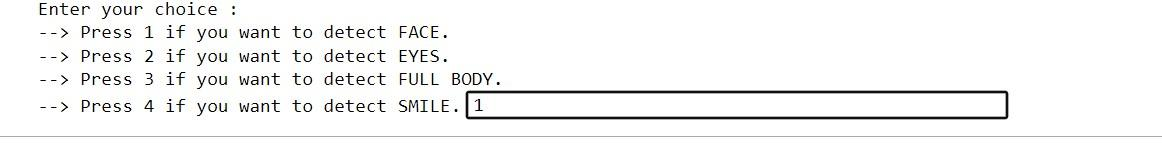 Enter your choice :
--> Press 1 if you want to detect FACE.
--> Press 2 if you want to detect EYES.
--> Press 3 if you want to detect FULL BODY.
--> Press 4 if you want to detect SMILE. 1